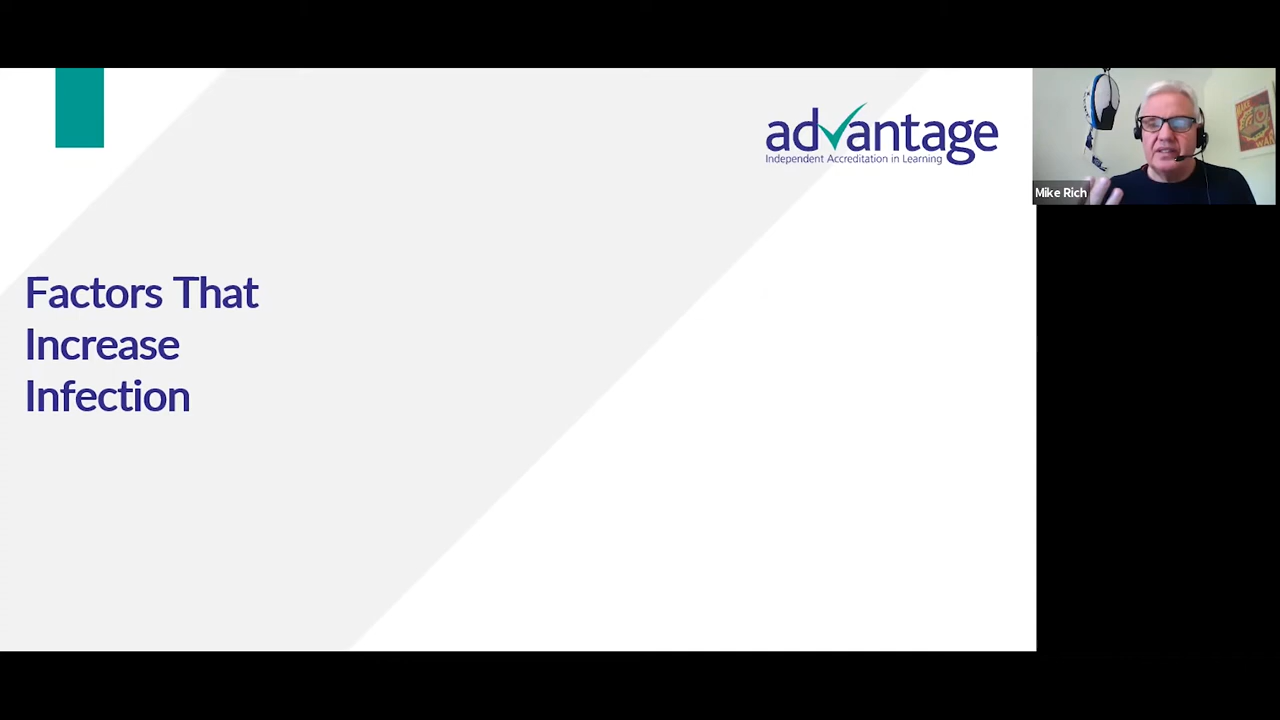 advantage
Independent Accreditation in Learning
Mike Rich
Factors That
Increase
Infection